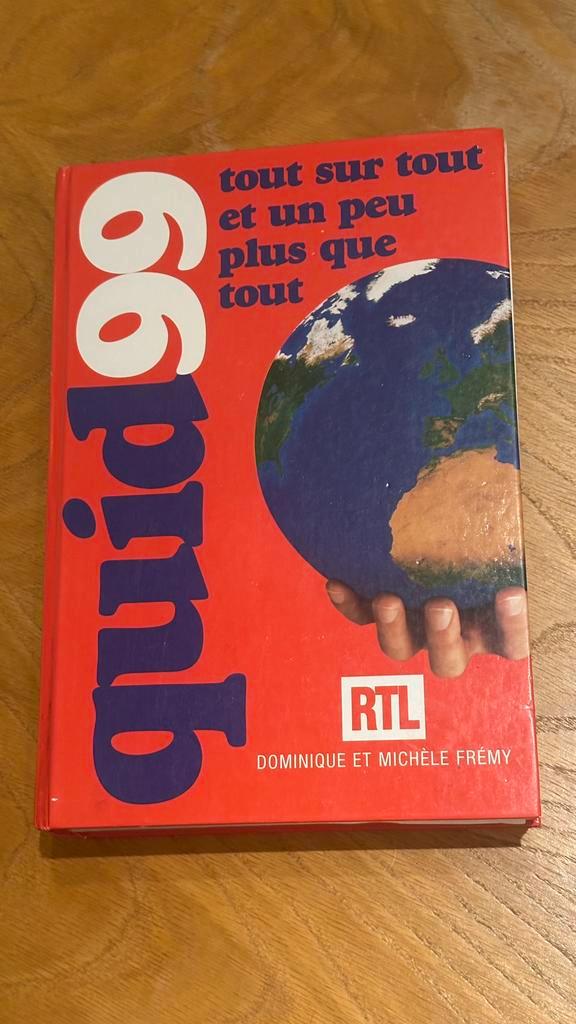 quid99
tout sur tout
et un peu
plus que
tout
RTL
DOMINIQUE ET MICHÈLE FRÉMY